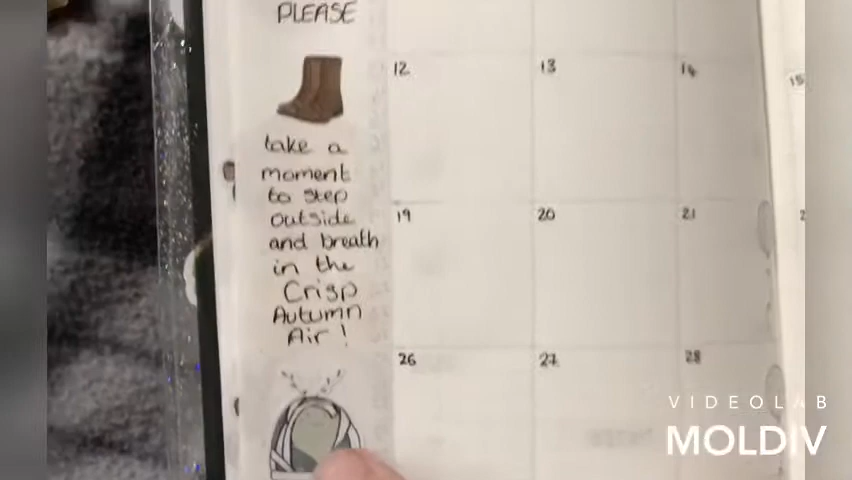 PLEASE
take a
moment
to step
outside
and breath
in the
Crisp
Autumn
Air!
12
13
14
15
19
20
21
2
26
27
28
VIDEOLAB
MOLDIV